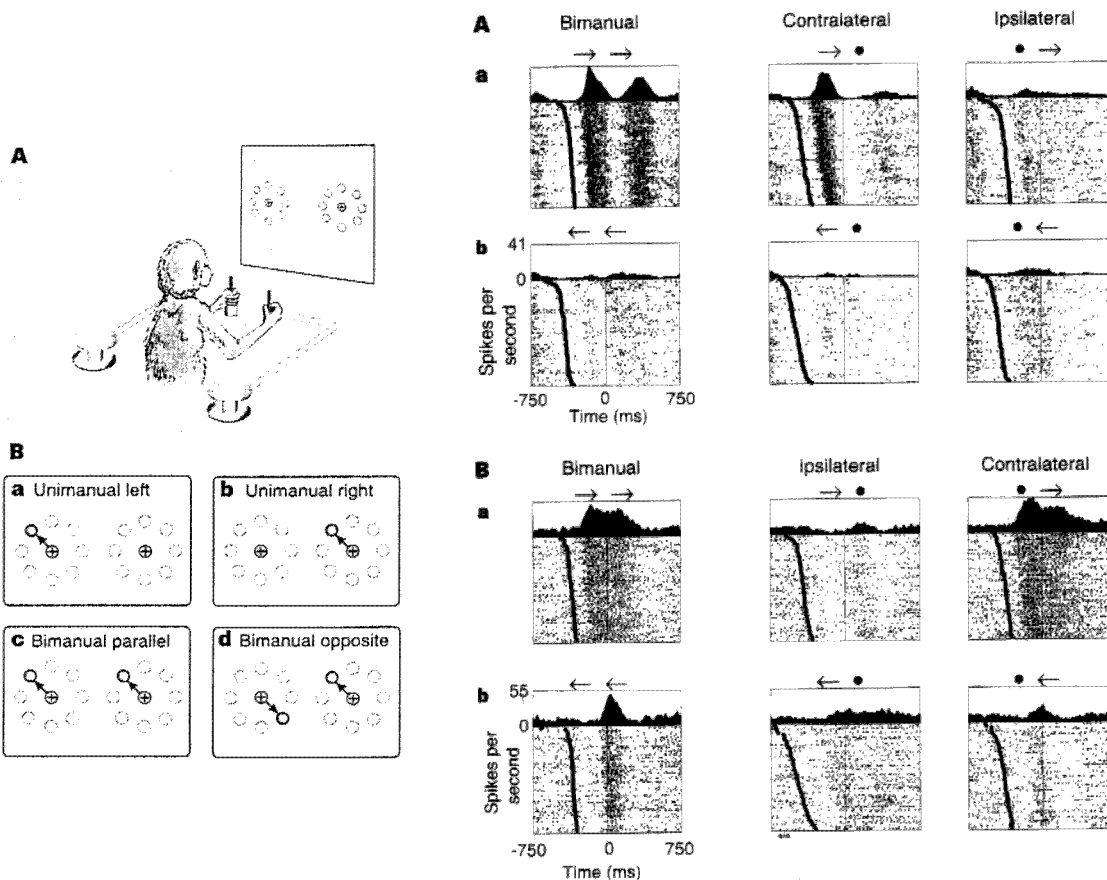 A
B
a Unimanual left
b Unimanual right
c Bimanual parallel
d Bimanual opposite
A
Bimanual
Contralateral
Ipsilateral
→ →
→ •
• →
a
← ←
← •
• ←
b
41
0
Spikes per second
-750 0 750
Time (ms)
B
Bimanual
Ipsilateral
Contralateral
→ →
→ •
• →
a
← ←
← •
• ←
b
55
0
Spikes per second
-750 0 750
Time (ms)